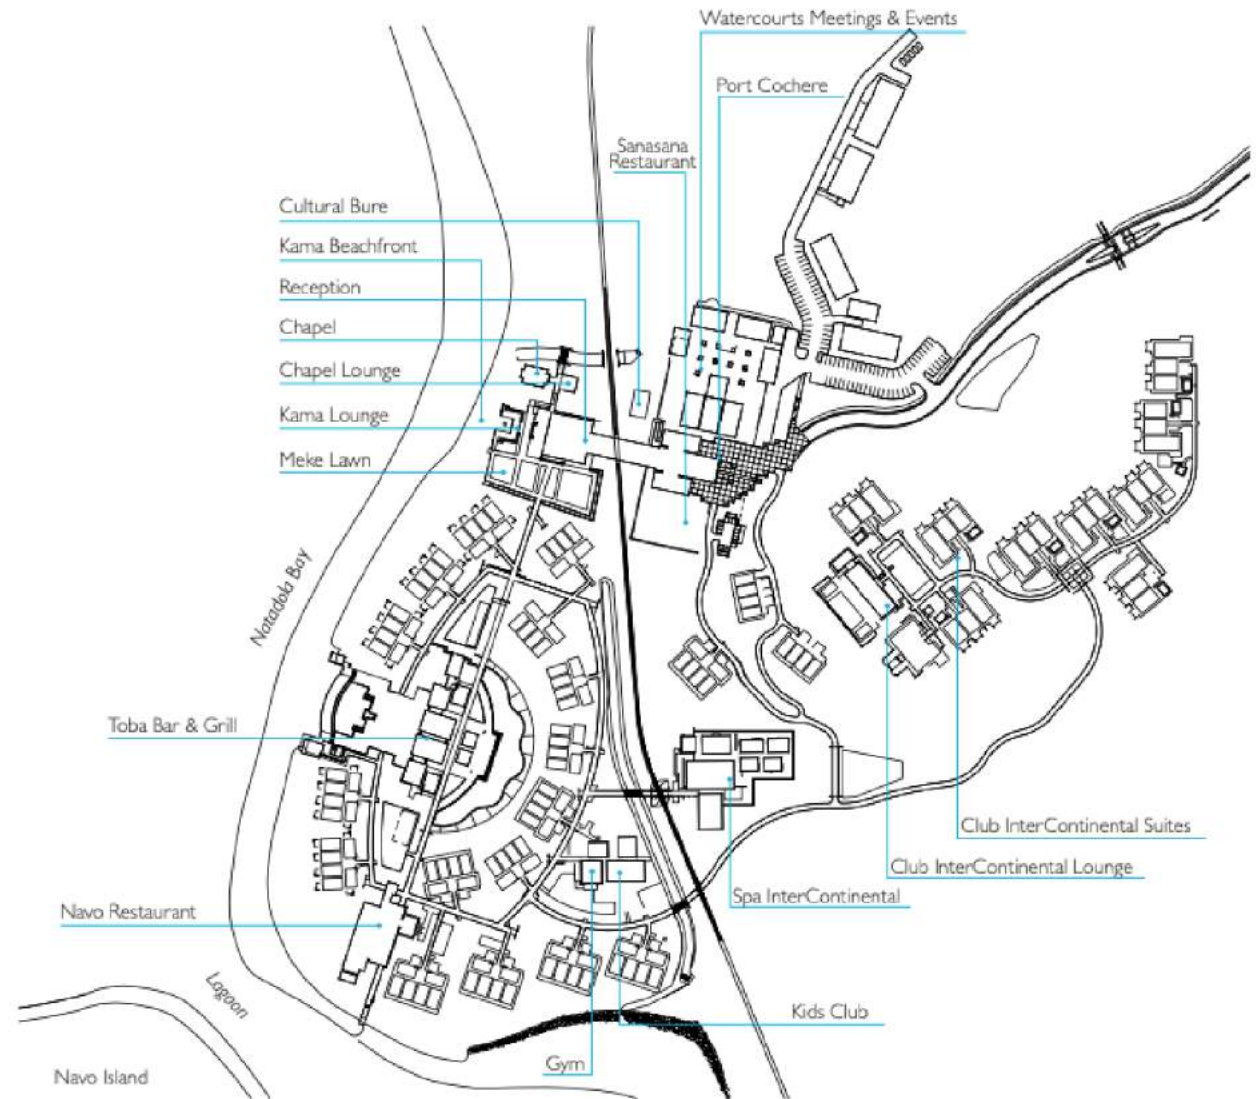 Watercourts Meetings & Events
Port Cochere
Sanasana
Restaurant
Cultural Bure
Kama Beachfront
Reception
Chapel
Chapel Lounge
Kama Lounge
Meke Lawn
Natadola Bay
Toba Bar & Grill
Club InterContinental Suites
Club InterContinental Lounge
Spa InterContinental
Navo Restaurant
Lagoon
Kids Club
Gym
Navo Island